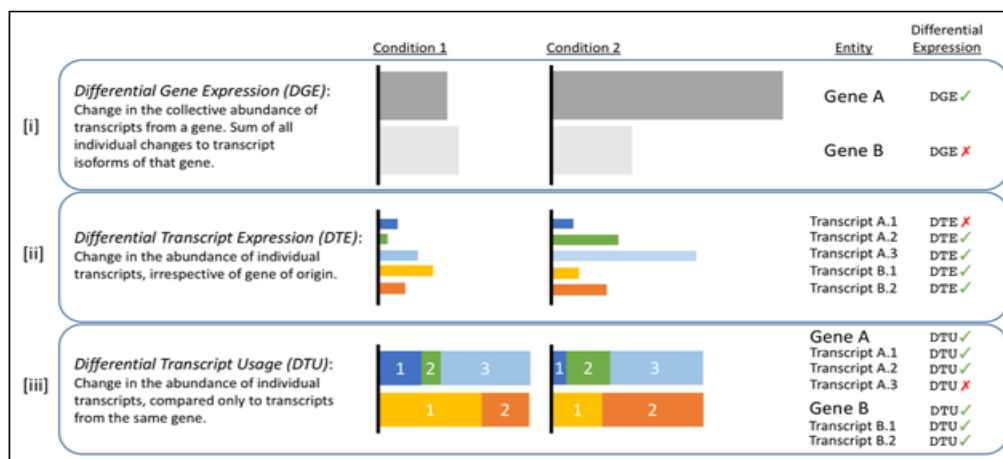 Condition 1
Condition 2
Entity
Differential
Expression
[i]
Differential Gene Expression (DGE):
Change in the collective abundance of
transcripts from a gene. Sum of all
individual changes to transcript
isoforms of that gene.
Gene A DGE ✓
Gene B DGE ✗
[ii]
Differential Transcript Expression (DTE):
Change in the abundance of individual
transcripts, irrespective of gene of origin.
Transcript A.1 DTE ✗
Transcript A.2 DTE ✓
Transcript A.3 DTE ✓
Transcript B.1 DTE ✓
Transcript B.2 DTE ✓
[iii]
Differential Transcript Usage (DTU):
Change in the abundance of individual
transcripts, compared only to transcripts
from the same gene.
1 2 3
1 2
1 2 3
1 2
Gene A DTU ✓
Transcript A.1 DTU ✓
Transcript A.2 DTU ✓
Transcript A.3 DTU ✗
Gene B DTU ✓
Transcript B.1 DTU ✓
Transcript B.2 DTU ✓